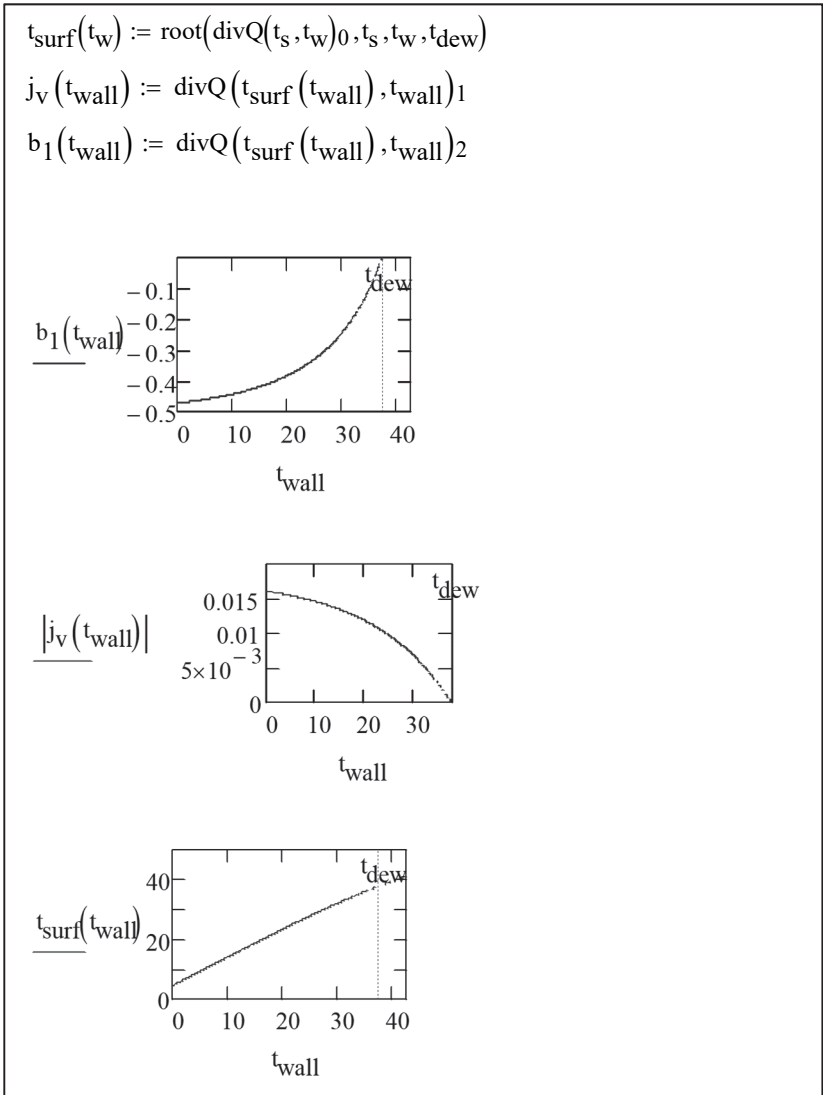 t_surf(t_w) := root(divQ(t_s,t_w)_0,t_s,t_w,t_dew)
j_v(t_wall) := divQ(t_surf(t_wall),t_wall)_1
b_1(t_wall) := divQ(t_surf(t_wall),t_wall)_2
t_dew
b_1(t_wall)
− 0.1
− 0.2
− 0.3
− 0.4
− 0.5
0 10 20 30 40
t_wall
t_dew
|j_v(t_wall)|
0.015
0.01
5×10^− 3
0
0 10 20 30
t_wall
t_dew
t_surf(t_wall)
40
20
0
0 10 20 30 40
t_wall